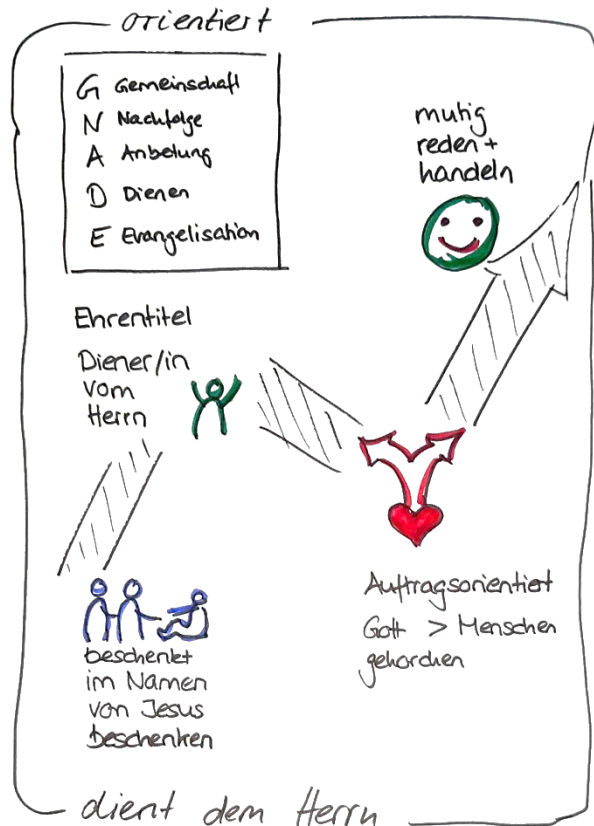 orientiert
G Gemeinschaft
N Nachfolge
A Anbetung
D Dienen
E Evangelisation
mutig
reden +
handeln
Ehrentitel
Diener/in
vom
Herrn
beschenkt
im Namen
von Jesus
beschenken
Auftragsorientiert
Gott > Menschen
gehorchen
dient dem Herrn